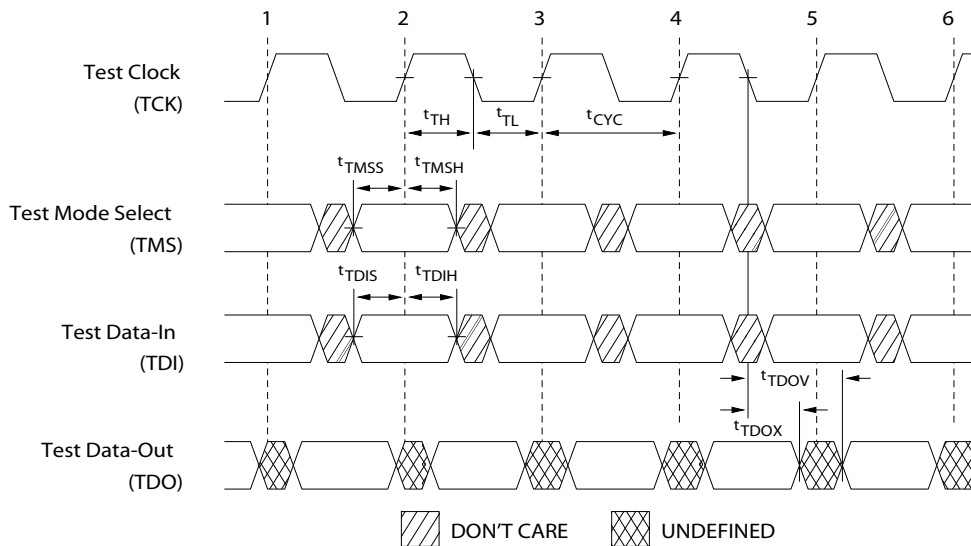 1 2 3 4 5 6
Test Clock
(TCK)
tTH tTL tCYC
tTMSS tTMSH
Test Mode Select
(TMS)
tTDIS tTDIH
Test Data-In
(TDI)
tTDOV
tTDOX
Test Data-Out
(TDO)
DON'T CARE UNDEFINED